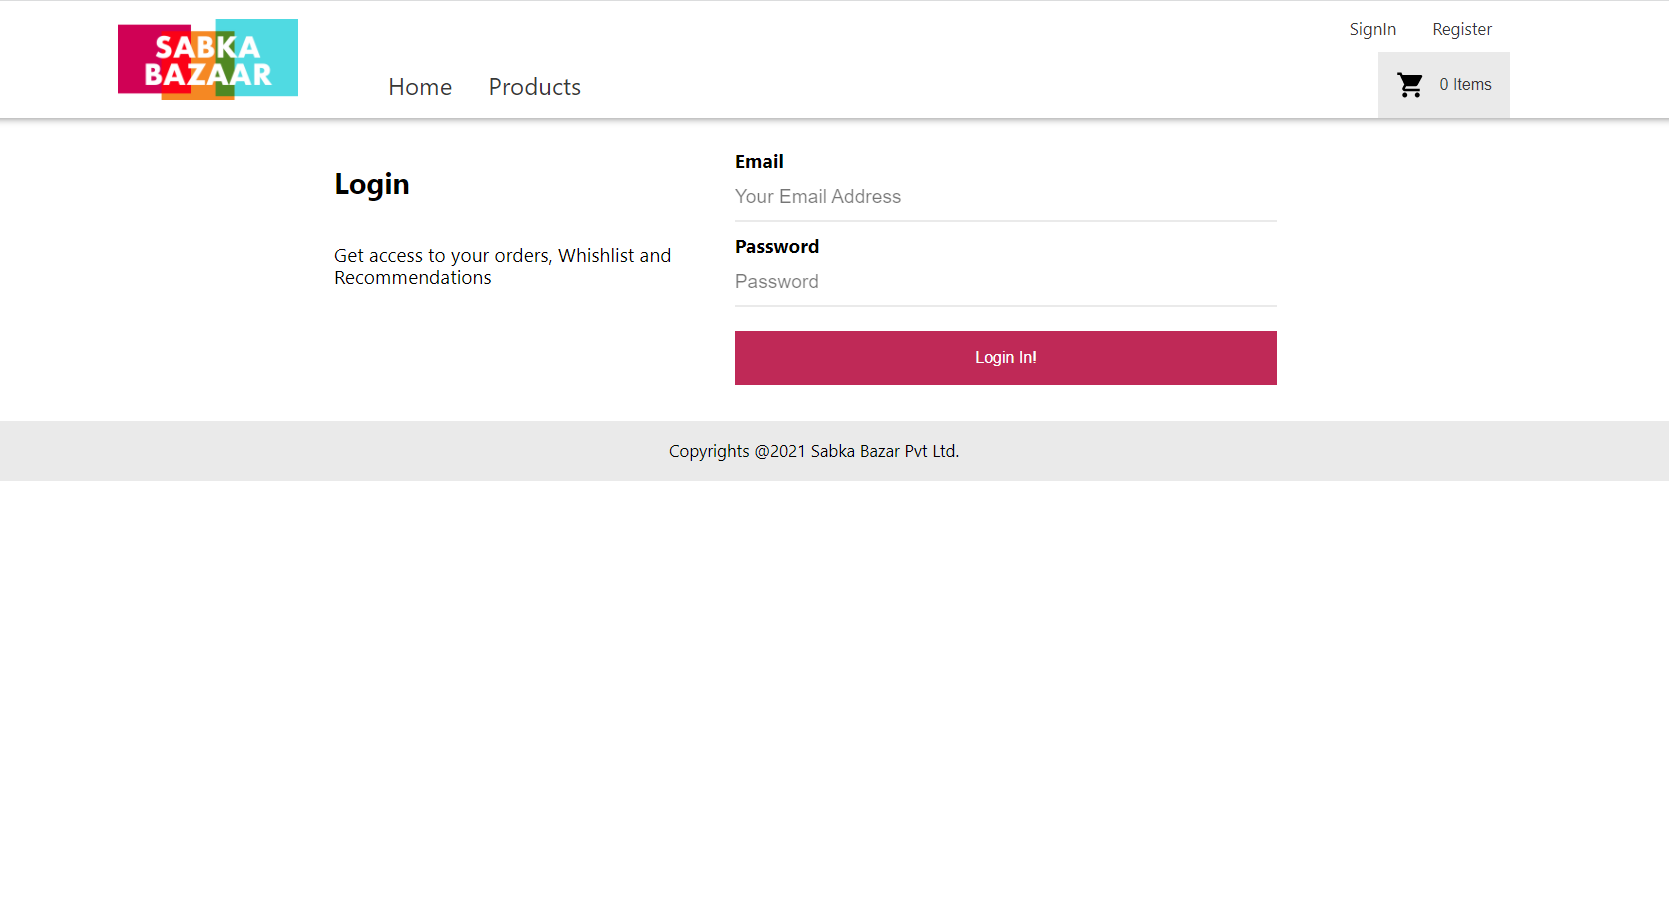 SABKA
BAZAAR
Home
Products
SignIn
Register
0 Items
Login
Get access to your orders, Whishlist and
Recommendations
Email
Your Email Address
Password
Password
Login In!
Copyrights @2021 Sabka Bazar Pvt Ltd.